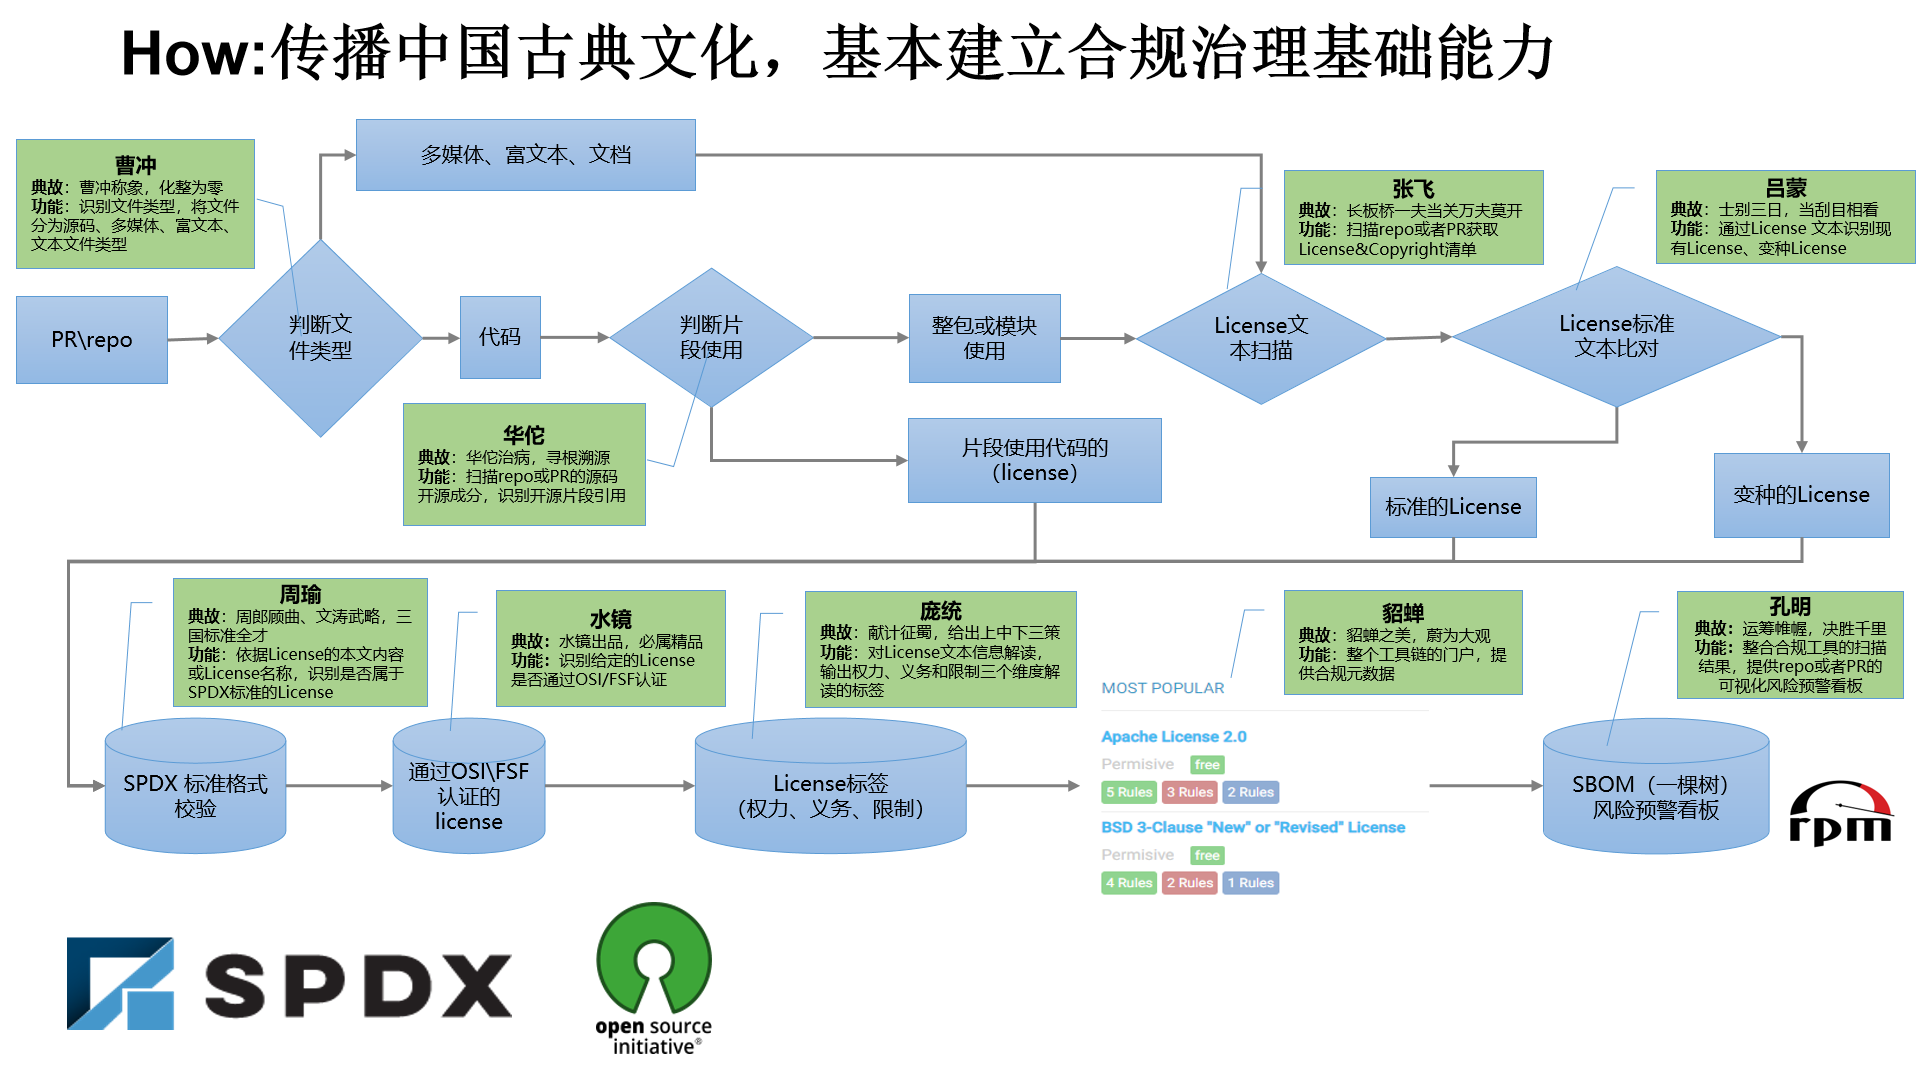 How:传播中国古典文化，基本建立合规治理基础能力
多媒体、富文本、文档
曹冲
典故：曹冲称象，化整为零
功能：识别文件类型，将文件
分为源码、多媒体、富文本、
文本文件类型
张飞
典故：长板桥一夫当关万夫莫开
功能：扫描repo或者PR获取
License&Copyright清单
吕蒙
典故：士别三日，当刮目相看
功能：通过License 文本识别现
有License、变种License
PR\repo
判断文
件类型
代码
判断片
段使用
整包或模块
使用
License文
本扫描
License标准
文本比对
华佗
典故：华佗治病，寻根溯源
功能：扫描repo或PR的源码
开源成分，识别开源片段引用
片段使用代码的
（license）
标准的License
变种的License
周瑜
典故：周郎顾曲、文涛武略，三
国标准全才
功能：依据License的本文内容
或License名称，识别是否属于
SPDX标准的License
水镜
典故：水镜出品，必属精品
功能：识别给定的License
是否通过OSI/FSF认证
庞统
典故：献计征蜀，给出上中下三策
功能：对License文本信息解读，
输出权力、义务和限制三个维度解
读的标签
貂蝉
典故：貂蝉之美，蔚为大观
功能：整个工具链的门户，提
供合规元数据
孔明
典故：运筹帷幄，决胜千里
功能：整合合规工具的扫描
结果，提供repo或者PR的
可视化风险预警看板
SPDX 标准格式
校验
通过OSI\FSF
认证的
license
License标签
（权力、义务、限制）
MOST POPULAR
Apache License 2.0
Permisive free
5 Rules 3 Rules 2 Rules
BSD 3-Clause "New" or "Revised" License
Permisive free
4 Rules 2 Rules 1 Rules
SBOM（一棵树）
风险预警看板
rpm
SPDX
open source
initiative®